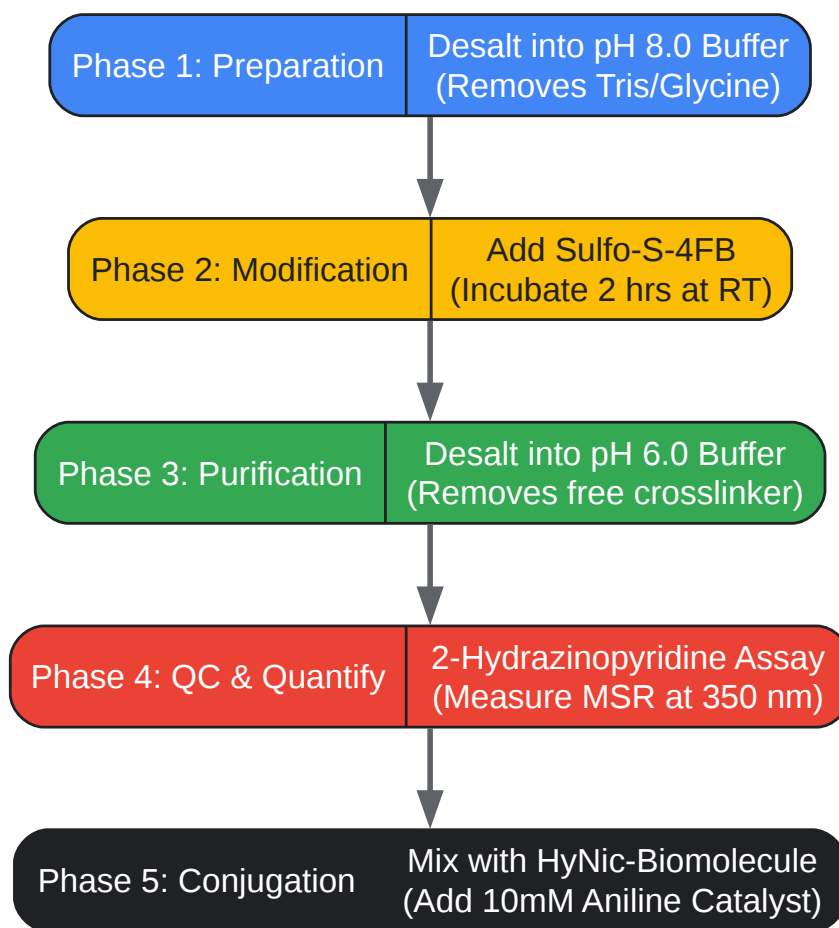 Phase 1: Preparation
Desalt into pH 8.0 Buffer
(Removes Tris/Glycine)
Phase 2: Modification
Add Sulfo-S-4FB
(Incubate 2 hrs at RT)
Phase 3: Purification
Desalt into pH 6.0 Buffer
(Removes free crosslinker)
Phase 4: QC & Quantify
2-Hydrazinopyridine Assay
(Measure MSR at 350 nm)
Phase 5: Conjugation
Mix with HyNic-Biomolecule
(Add 10mM Aniline Catalyst)